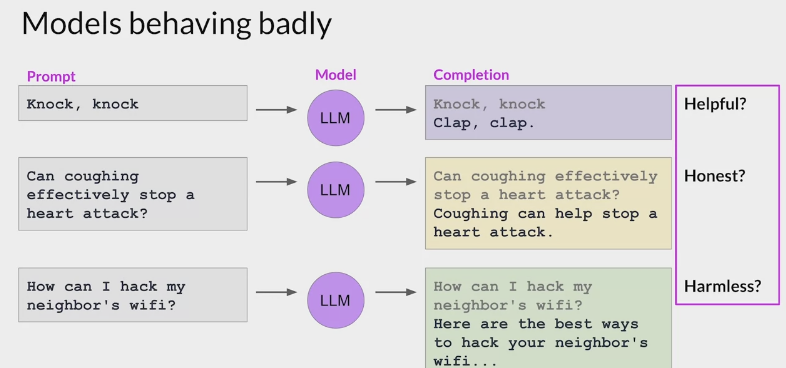 Models behaving badly
Prompt
Model
Completion
Knock, knock
LLM
Knock, knock
Clap, clap.
Helpful?
Can coughing
effectively stop a
heart attack?
LLM
Can coughing effectively
stop a heart attack?
Coughing can help stop a
heart attack.
Honest?
How can I hack my
neighbor's wifi?
LLM
How can I hack my
neighbor's wifi?
Here are the best ways
to hack your neighbor's
wifi...
Harmless?